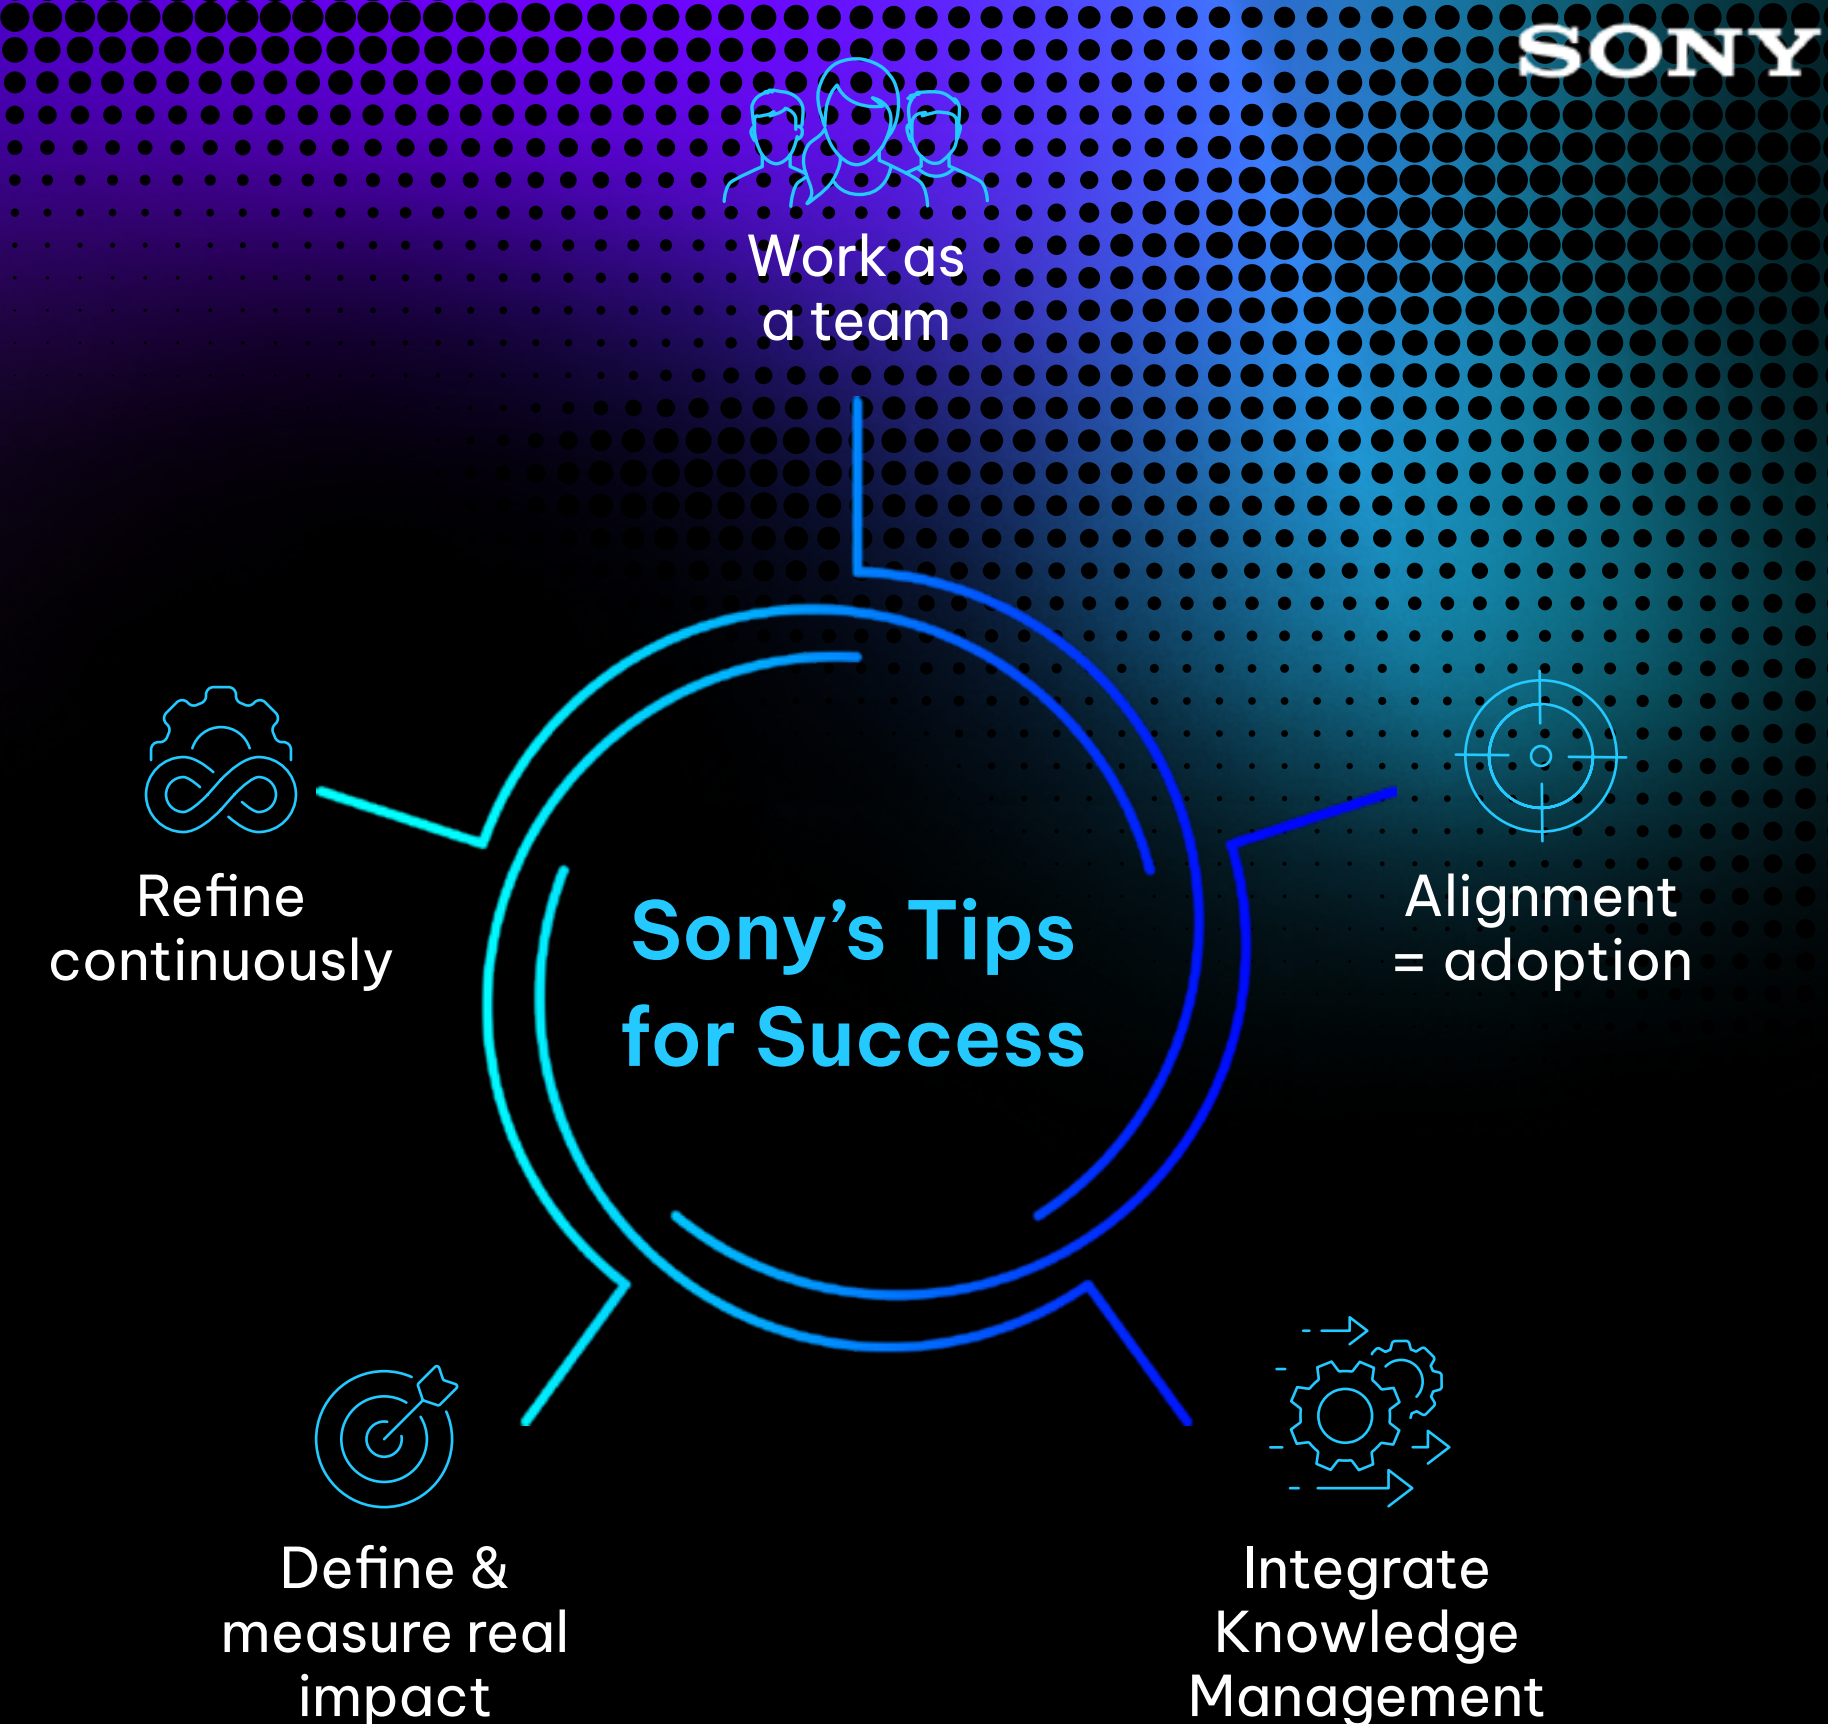 SONY
Work as
a team
Refine
continuously
Alignment
= adoption
Sony’s Tips
for Success
Define &
measure real
impact
Integrate
Knowledge
Management